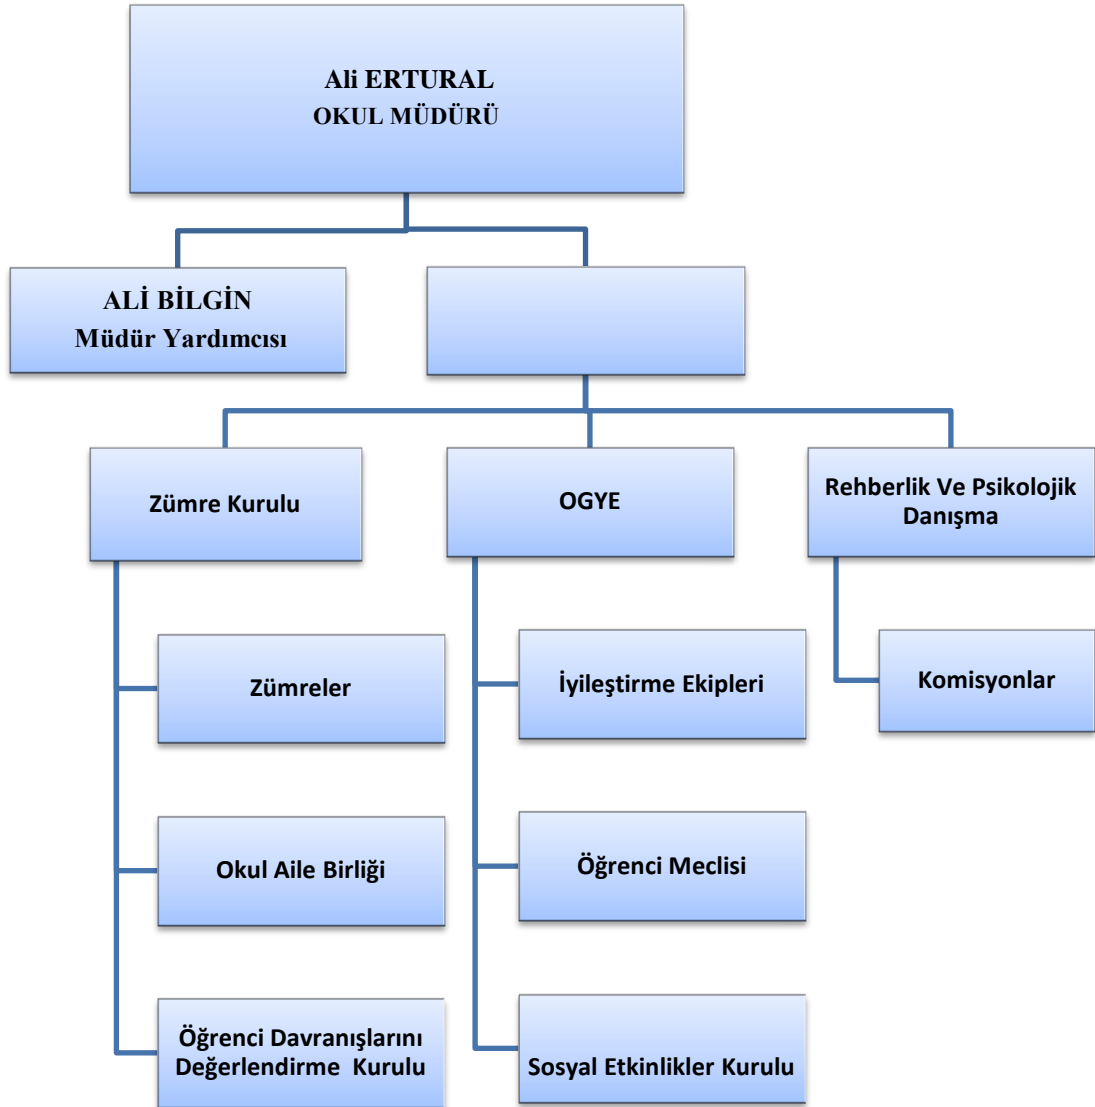 Ali ERTURAL
OKUL MÜDÜRÜ
ALİ BİLGİN
Müdür Yardımcısı
Zümre Kurulu
OGYE
Rehberlik Ve Psikolojik
Danışma
Zümreler
İyileştirme Ekipleri
Komisyonlar
Okul Aile Birliği
Öğrenci Meclisi
Öğrenci Davranışlarını
Değerlendirme  Kurulu
Sosyal Etkinlikler Kurulu